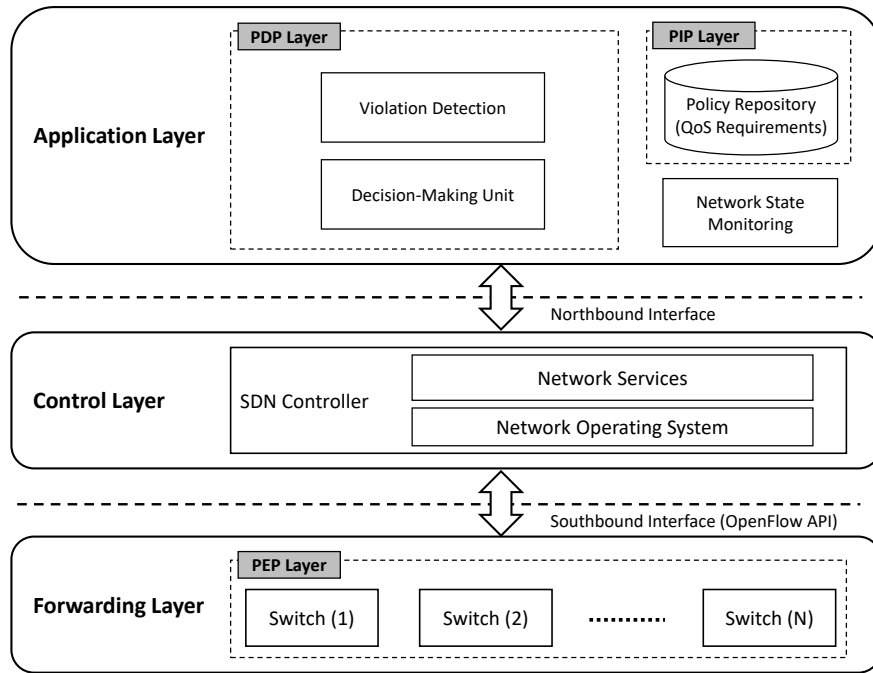 PDP Layer
PIP Layer
Application Layer
Violation Detection
Decision-Making Unit
Policy Repository
(QoS Requirements)
Network State
Monitoring
Northbound Interface
Control Layer
SDN Controller
Network Services
Network Operating System
Southbound Interface (OpenFlow API)
PEP Layer
Forwarding Layer
Switch (1)
Switch (2)
Switch (N)